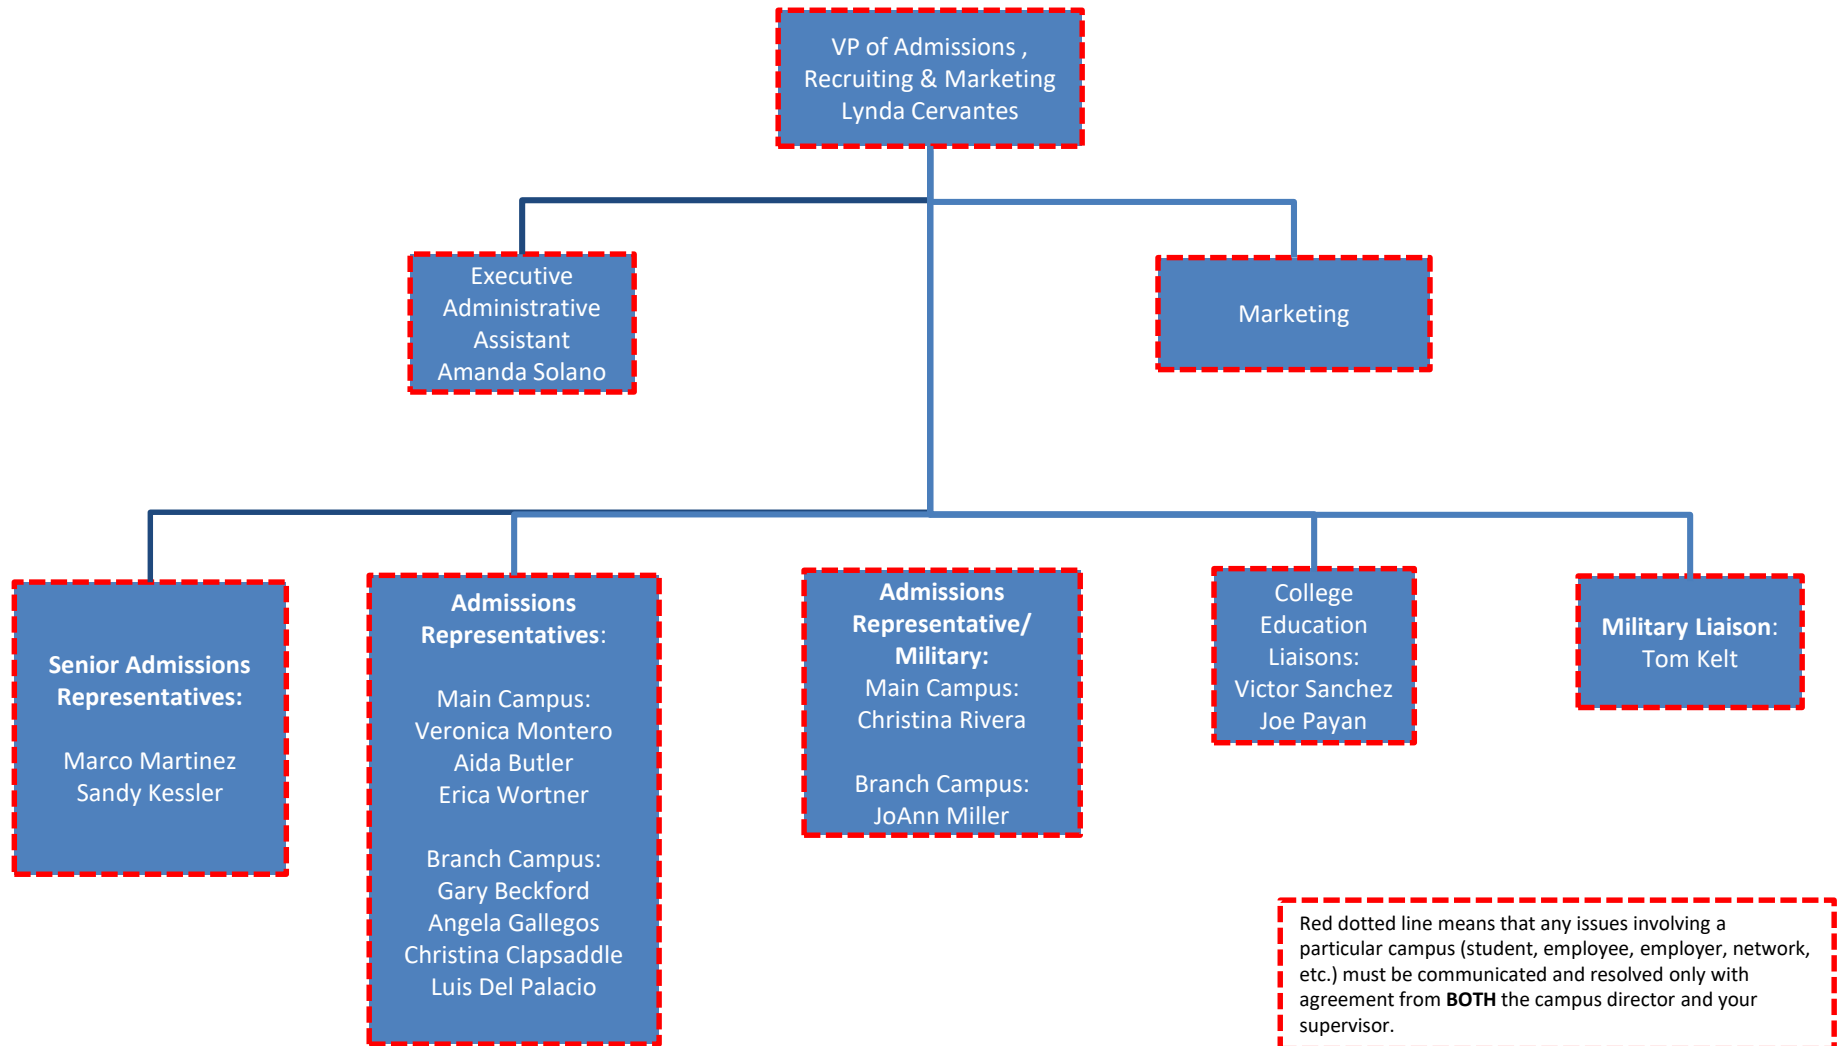 VP of Admissions ,
Recruiting & Marketing
Lynda Cervantes
Executive
Administrative
Assistant
Amanda Solano
Marketing
Senior Admissions
Representatives:
Marco Martinez
Sandy Kessler
Admissions
Representatives:
Main Campus:
Veronica Montero
Aida Butler
Erica Wortner
Branch Campus:
Gary Beckford
Angela Gallegos
Christina Clapsaddle
Luis Del Palacio
Admissions
Representative/
Military:
Main Campus:
Christina Rivera
Branch Campus:
JoAnn Miller
College
Education
Liaisons:
Victor Sanchez
Joe Payan
Military Liaison:
Tom Kelt
Red dotted line means that any issues involving a
particular campus (student, employee, employer, network,
etc.) must be communicated and resolved only with
agreement from BOTH the campus director and your
supervisor.